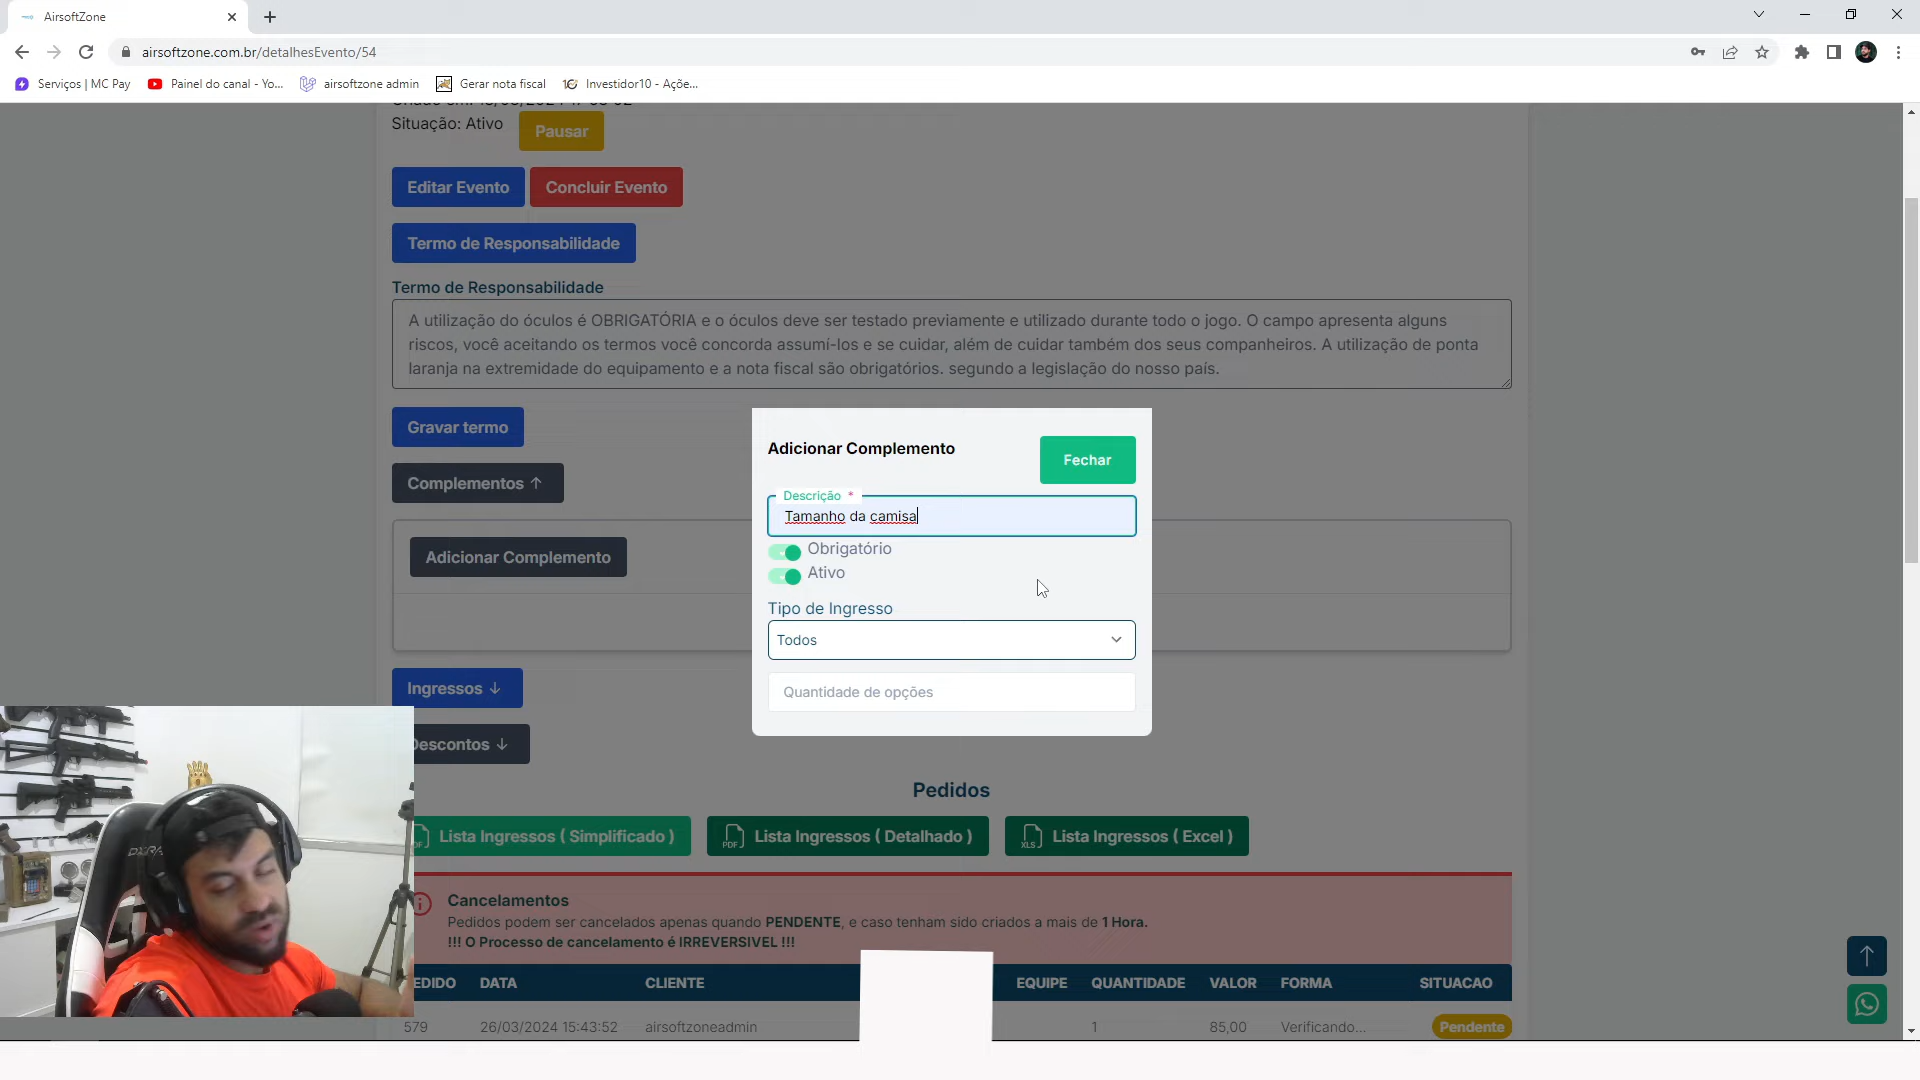 AirsoftZone
airsoftzone.com.br/detalhesEvento/54
Serviços | MC Pay
Painel do canal - Yo...
airsoftzone admin
Gerar nota fiscal
Investidor10 - Açõe...
Situação: Ativo
Pausar
Editar Evento
Concluir Evento
Termo de Responsabilidade
Termo de Responsabilidade
A utilização do óculos é OBRIGATÓRIA e o óculos deve ser testado previamente e utilizado durante todo o jogo. O campo apresenta alguns
riscos, você aceitando os termos você concorda assumí-los e se cuidar, além de cuidar também dos seus companheiros. A utilização de ponta
laranja na extremidade do equipamento e a nota fiscal são obrigatórios. segundo a legislação do nosso país.
Gravar termo
Complementos ↑
Adicionar Complemento
Adicionar Complemento
Fechar
Descrição *
Tamanho da camisa
Obrigatório
Ativo
Tipo de Ingresso
Todos
Quantidade de opções
Ingressos ↓
Descontos ↓
Pedidos
Lista Ingressos ( Simplificado )
PDF Lista Ingressos ( Detalhado )
XLS Lista Ingressos ( Excel )
Cancelamentos
Pedidos podem ser cancelados apenas quando PENDENTE, e caso tenham sido criados a mais de 1 Hora.
!!! O Processo de cancelamento é IRREVERSIVEL !!!
EDIDO DATA CLIENTE EQUIPE QUANTIDADE VALOR FORMA SITUACAO
579 26/03/2024 15:43:52 airsoftzoneadmin 1 85,00 Verificando... Pendente